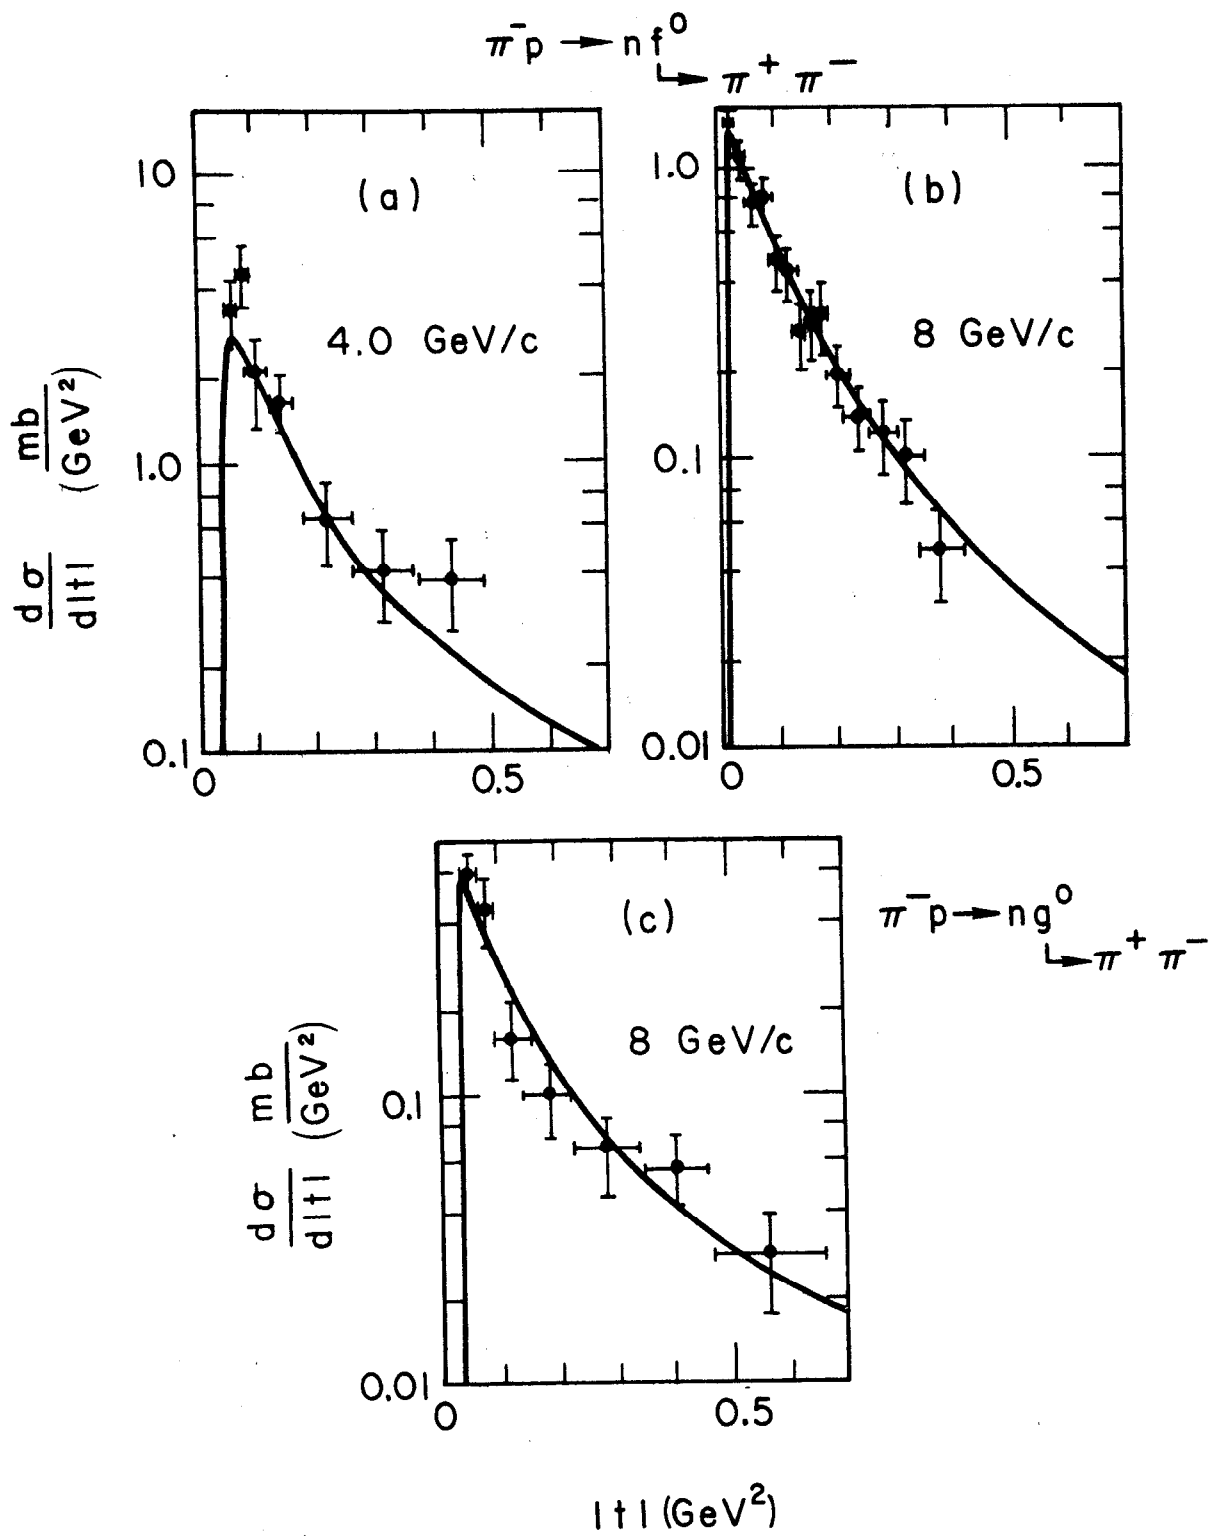 π⁻p → nf⁰
↳ π⁺ π⁻
(a)
4.0 GeV/c
10
1.0
0.1
0
0.5
dσ/d|t| mb/(GeV²)
(b)
8 GeV/c
1.0
0.1
0.01
0
0.5
(c)
8 GeV/c
π⁻p → ng⁰
↳ π⁺ π⁻
0.1
0.01
0
0.5
dσ/d|t| mb/(GeV²)
|t| (GeV²)